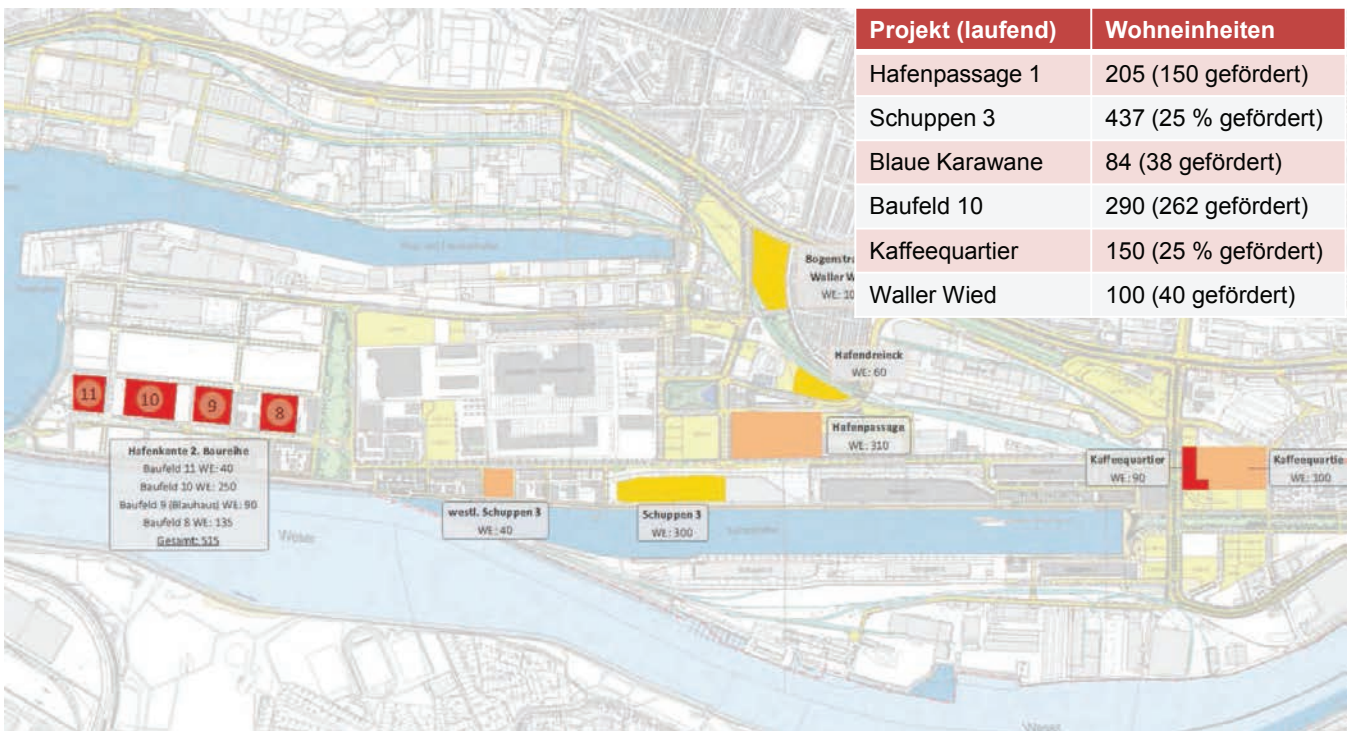 Projekt (laufend) Wohneinheiten
Hafenpassage 1 205 (150 gefördert)
Schuppen 3 437 (25 % gefördert)
Blaue Karawane 84 (38 gefördert)
Baufeld 10 290 (262 gefördert)
Kaffeequartier 150 (25 % gefördert)
Waller Wied 100 (40 gefördert)
Bogenstra
Waller W
WE: 10
Hafendreieck
WE: 60
Hafenpassage
WE: 310
11
10
9
8
Hafenkante 2. Baureihe
Baufeld 11 WE: 40
Baufeld 10 WE: 250
Baufeld 9 (Blauhaus) WE: 90
Baufeld 8 WE: 135
Gesamt: 515
westl. Schuppen 3
WE: 40
Schuppen 3
WE: 300
Kaffeequartier
WE: 90
Kaffeequartie
WE: 100
Weser
Weser